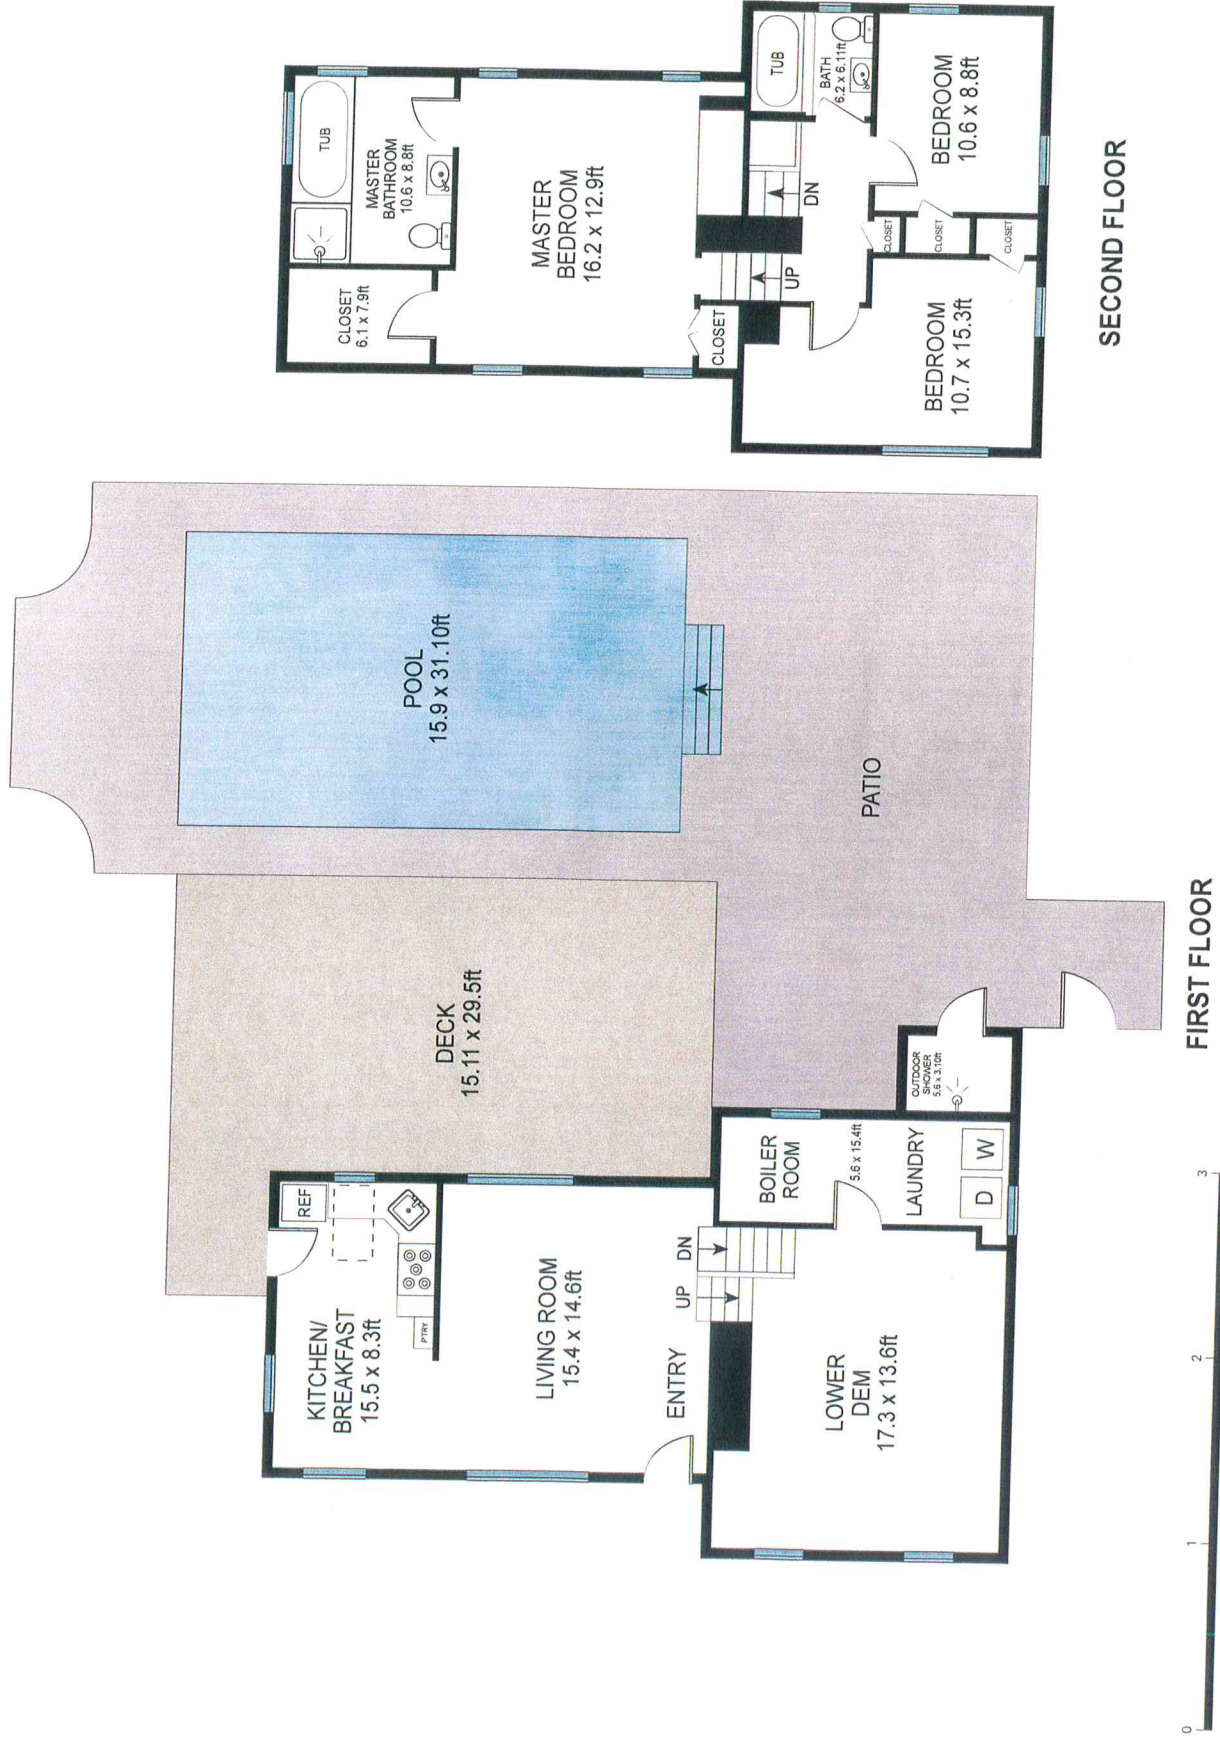 TUB
MASTER
BATHROOM
10.6 x 8.8ft
CLOSET
6.1 x 7.9ft
MASTER
BEDROOM
16.2 x 12.9ft
CLOSET
UP
DN
TUB
BATH
6.2 x 6.11ft
BEDROOM
10.6 x 8.8ft
CLOSET
CLOSET
CLOSET
BEDROOM
10.7 x 15.3ft
SECOND FLOOR
POOL
15.9 x 31.10ft
PATIO
DECK
15.11 x 29.5ft
REF
KITCHEN/
BREAKFAST
15.5 x 8.3ft
PTRY
LIVING ROOM
15.4 x 14.6ft
ENTRY
UP
DN
BOILER
ROOM
5.6 x 15.4ft
LAUNDRY
D
W
OUTDOOR
SHOWER
5.6 x 3.10ft
LOWER
DEM
17.3 x 13.6ft
FIRST FLOOR
0
1
2
3